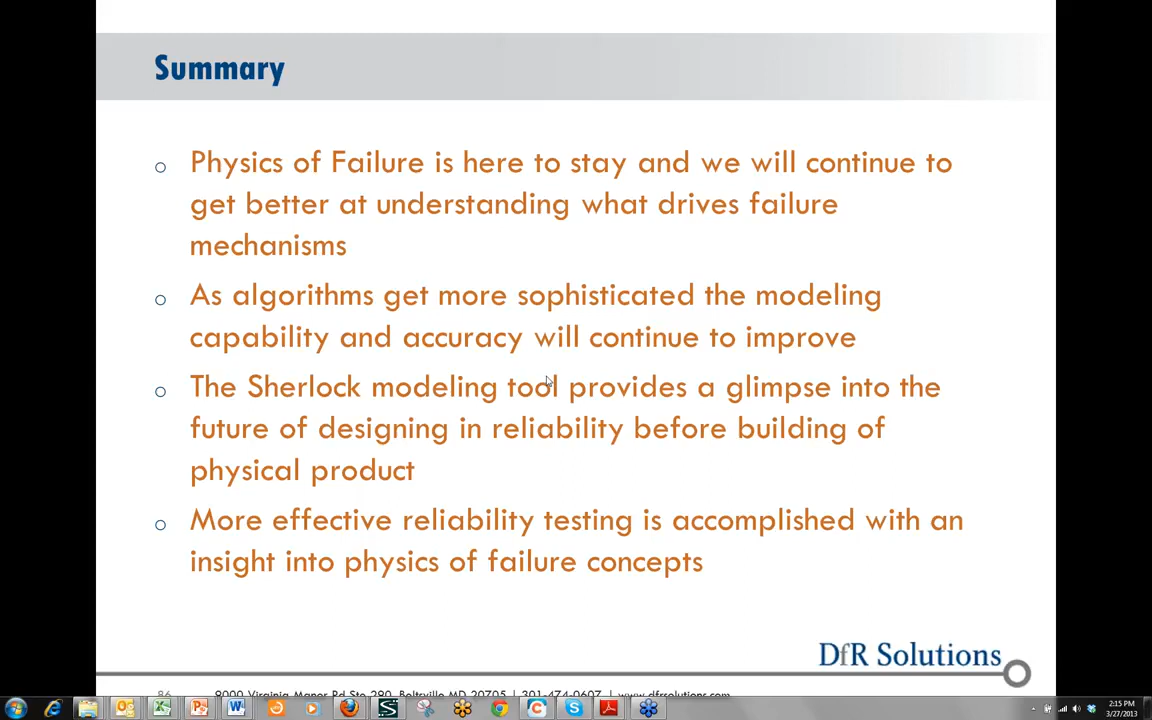 Summary
o Physics of Failure is here to stay and we will continue to
get better at understanding what drives failure
mechanisms
o As algorithms get more sophisticated the modeling
capability and accuracy will continue to improve
o The Sherlock modeling tool provides a glimpse into the
future of designing in reliability before building of
physical product
o More effective reliability testing is accomplished with an
insight into physics of failure concepts
DfR Solutions
86 9000 Virginia Manor Rd Ste 290, Beltsville MD 20705 | 301-474-0607 | www.dfrsolutions.com
2:15 PM
3/27/2013